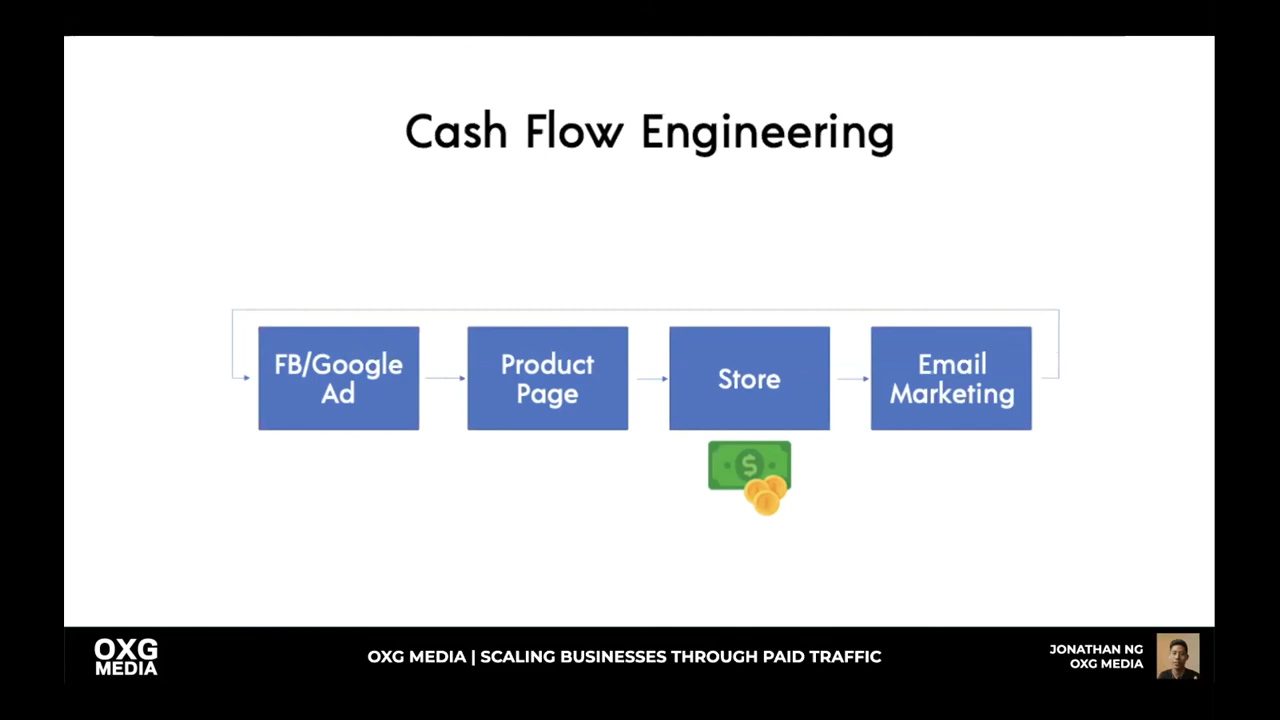 Cash Flow Engineering
FB/Google
Ad
Product
Page
Store
Email
Marketing
$
OXG
MEDIA
OXG MEDIA | SCALING BUSINESSES THROUGH PAID TRAFFIC
JONATHAN NG
OXG MEDIA